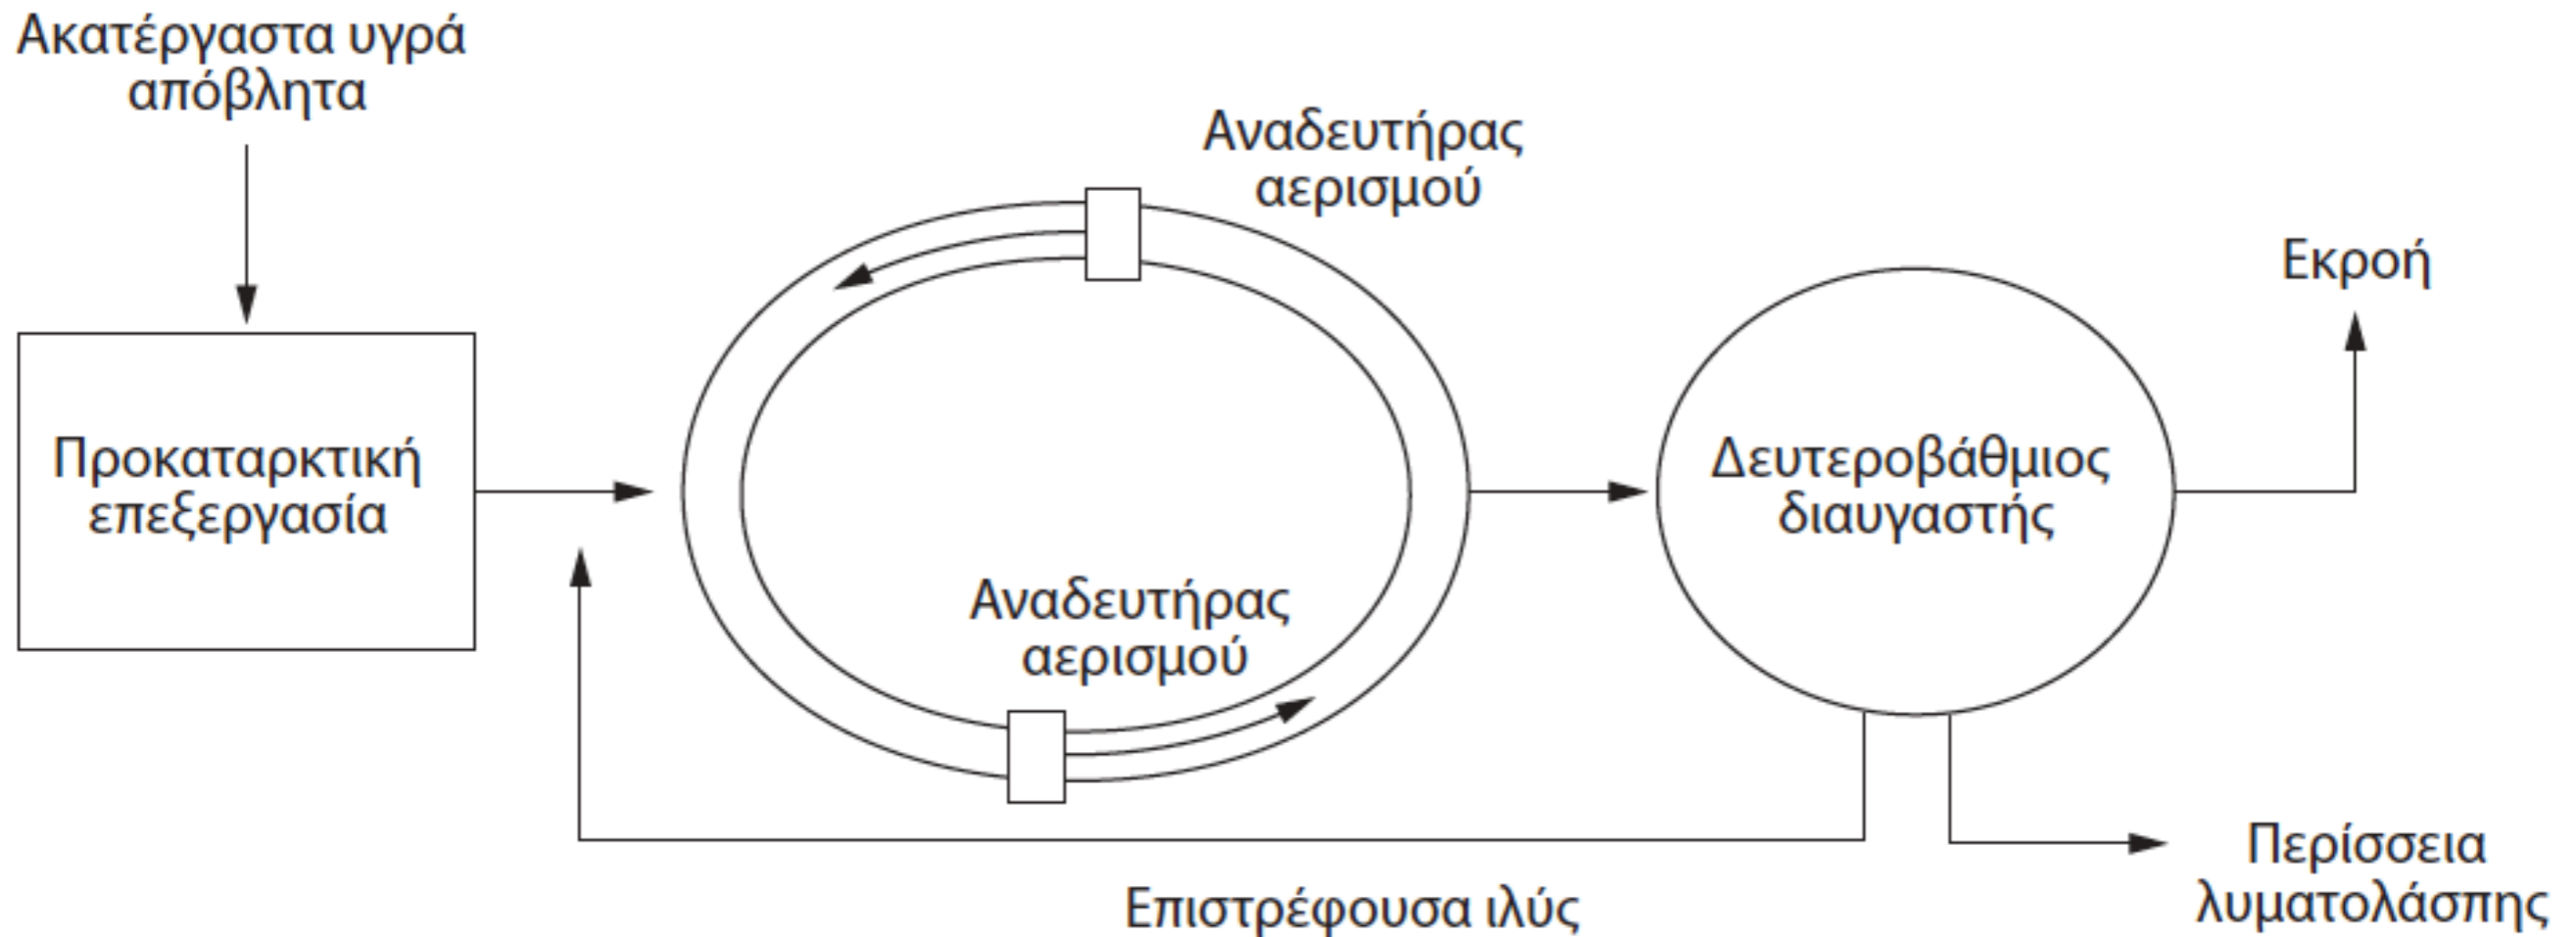 Ακατέργαστα υγρά
απόβλητα
Αναδευτήρας
αερισμού
Εκροή
Προκαταρκτική
επεξεργασία
Δευτεροβάθμιος
διαυγαστής
Αναδευτήρας
αερισμού
Περίσσεια
λυματολάσπης
Επιστρέφουσα ιλύς